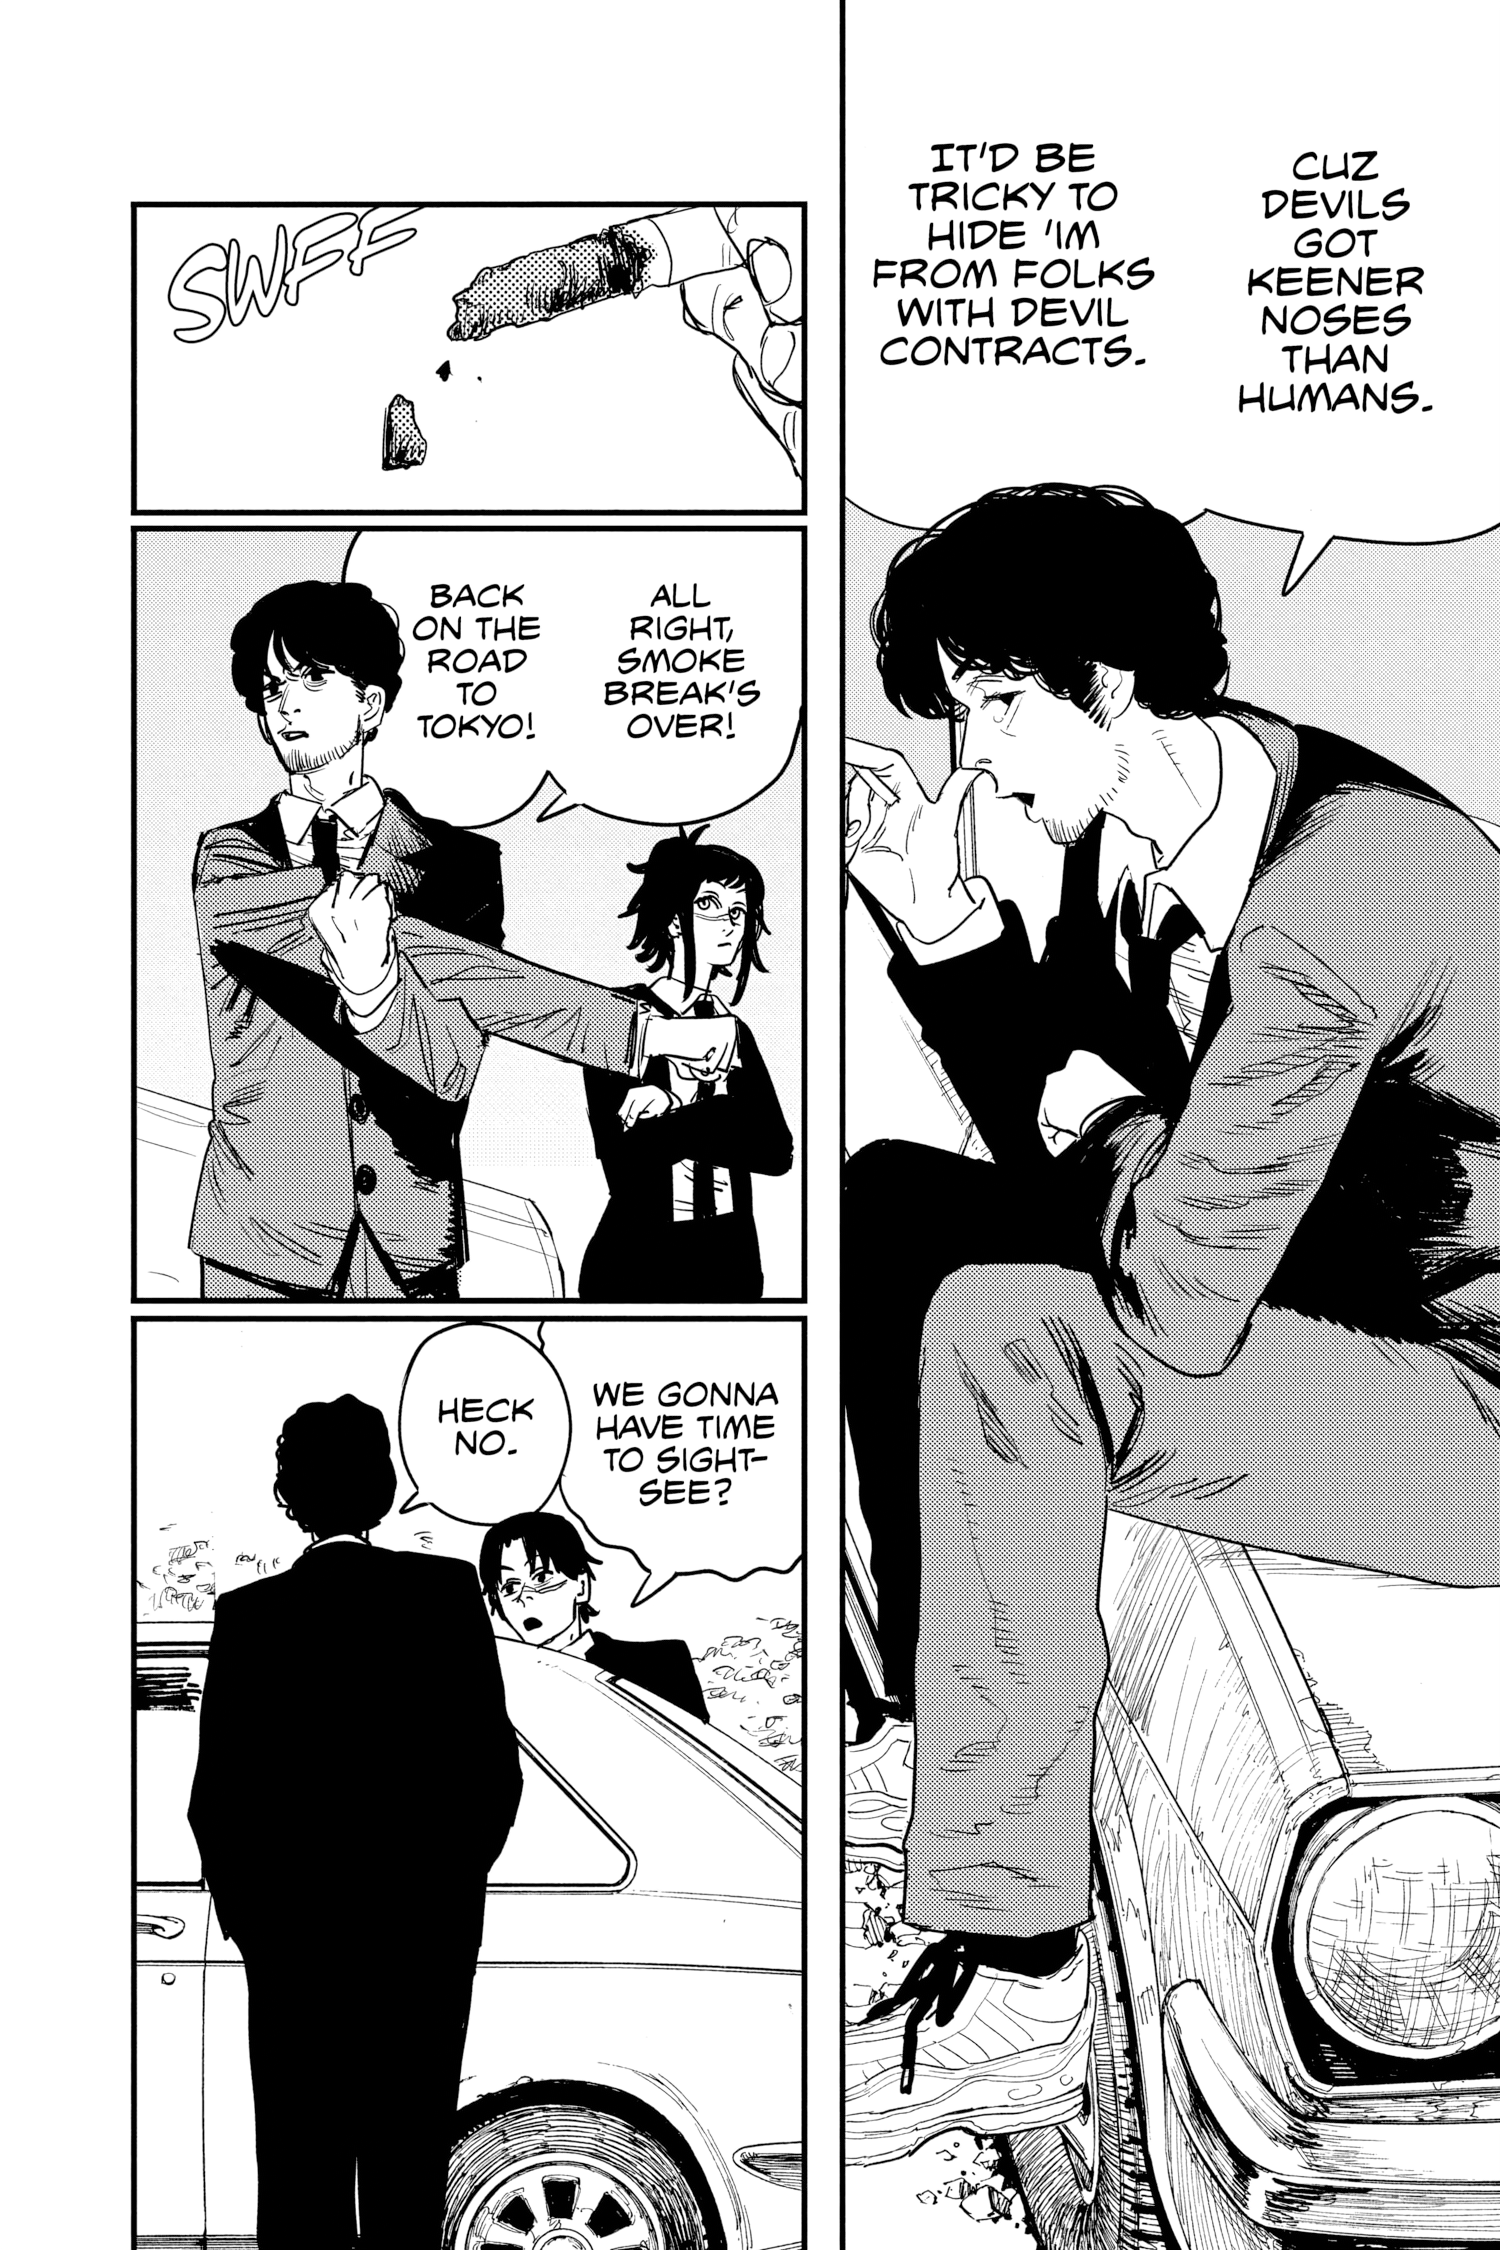 CUZ
DEVILS
GOT
KEENER
NOSES
THAN
HUMANS.
IT'D BE
TRICKY TO
HIDE 'IM
FROM FOLKS
WITH DEVIL
CONTRACTS.
SWFF
ALL
RIGHT,
SMOKE
BREAK'S
OVER!
BACK
ON THE
ROAD
TO
TOKYO!
WE GONNA
HAVE TIME
TO SIGHT-
SEE?
HECK
NO.